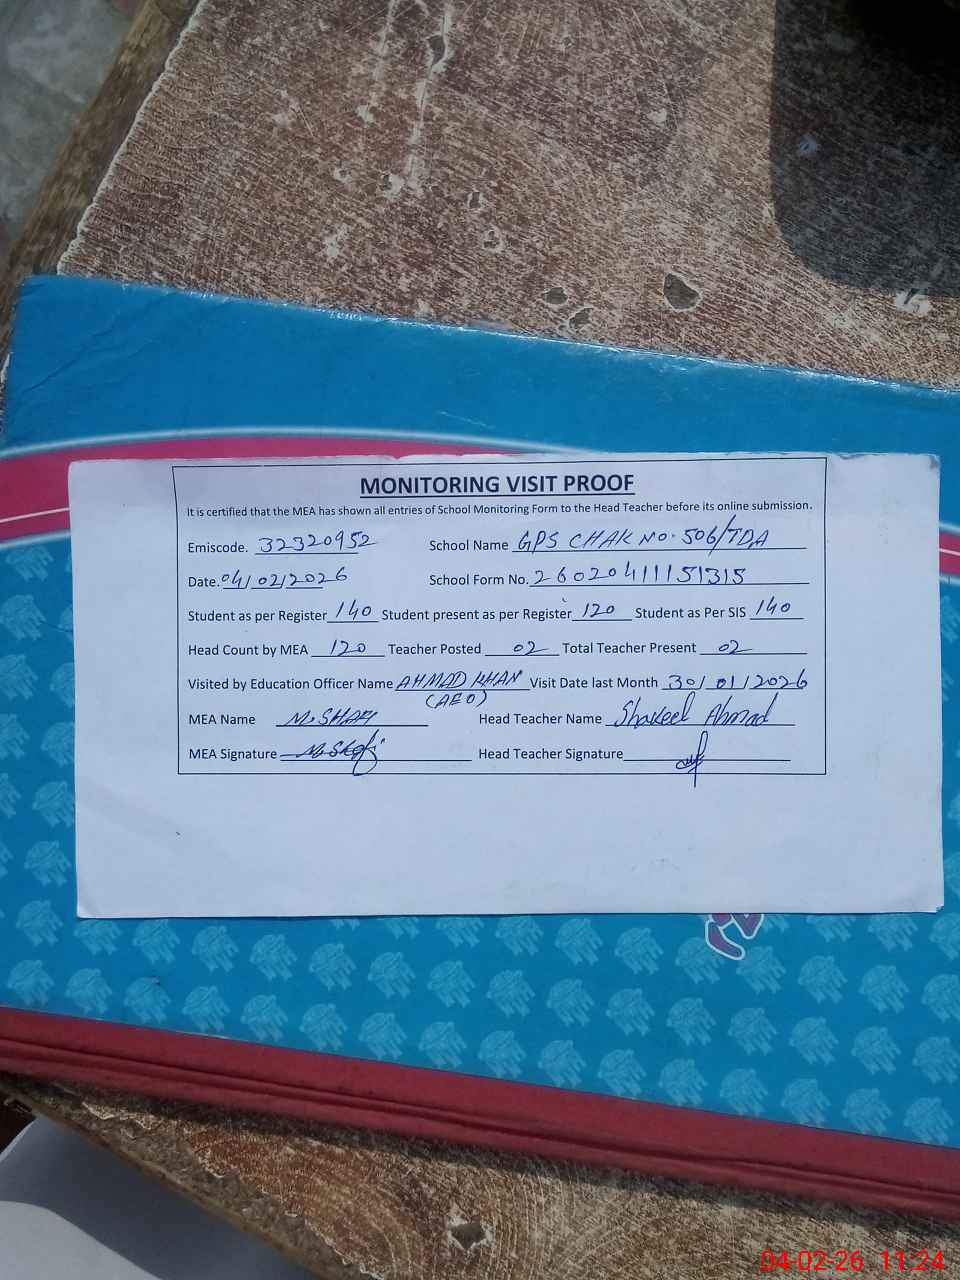 MONITORING VISIT PROOF
It is certified that the MEA has shown all entries of School Monitoring Form to the Head Teacher before its online submission.
Emiscode. 32320952 School Name GPS CHAK NO. 506/TDA
Date. 04/02/2026 School Form No. 26020411151315
Student as per Register 140 Student present as per Register 120 Student as Per SIS 140
Head Count by MEA 120 Teacher Posted 02 Total Teacher Present 02
Visited by Education Officer Name AHMAD KHAN Visit Date last Month 30/01/2026
(AEO)
MEA Name M. SHAFI Head Teacher Name Shakeel Ahmad
MEA Signature M. Shafi Head Teacher Signature
04-02-26 11:24